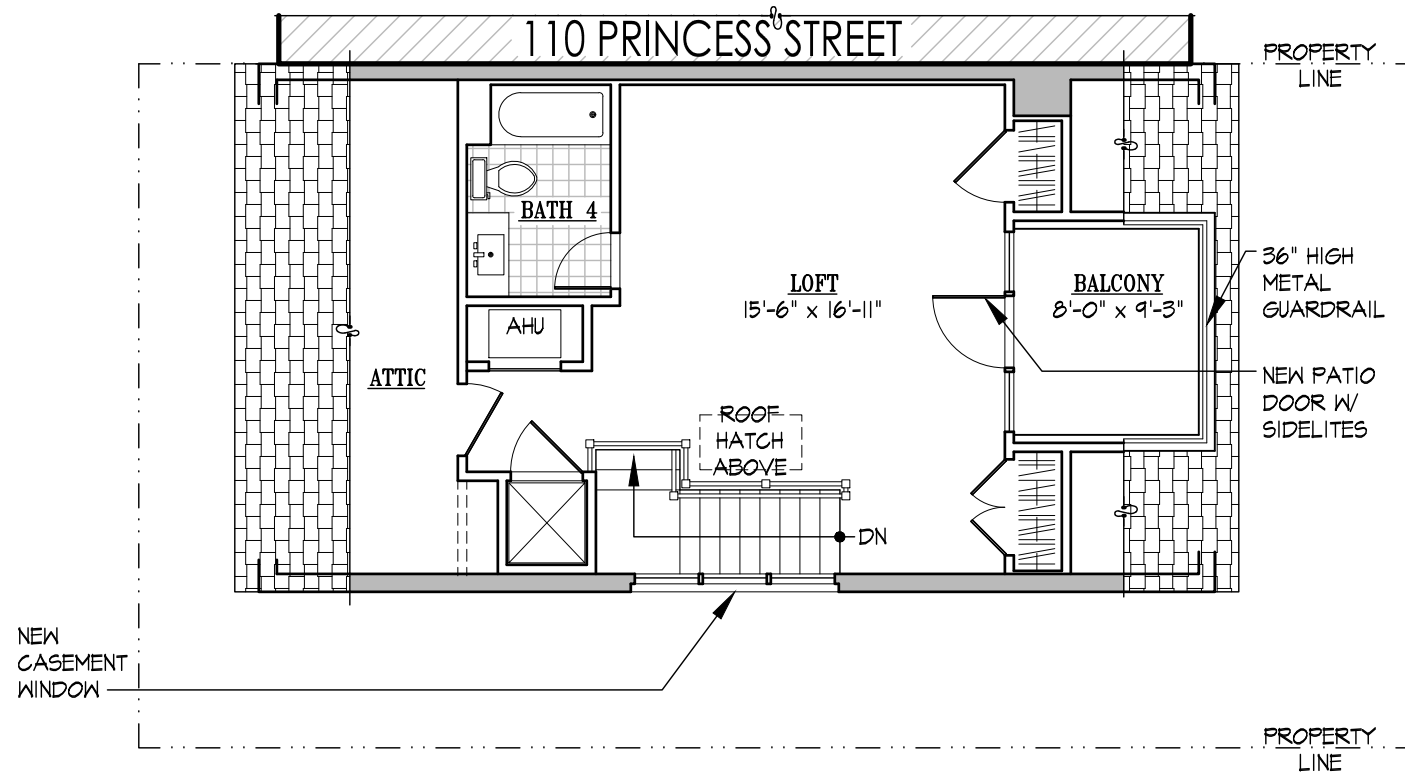 110 PRINCESS STREET
PROPERTY
LINE
BATH 4
LOFT
15'-6" x 16'-11"
BALCONY
8'-0" x 9'-3"
36" HIGH
METAL
GUARDRAIL
AHU
ATTIC
NEW PATIO
DOOR W/
SIDELITES
ROOF
HATCH
ABOVE
DN
NEW
CASEMENT
WINDOW
PROPERTY
LINE